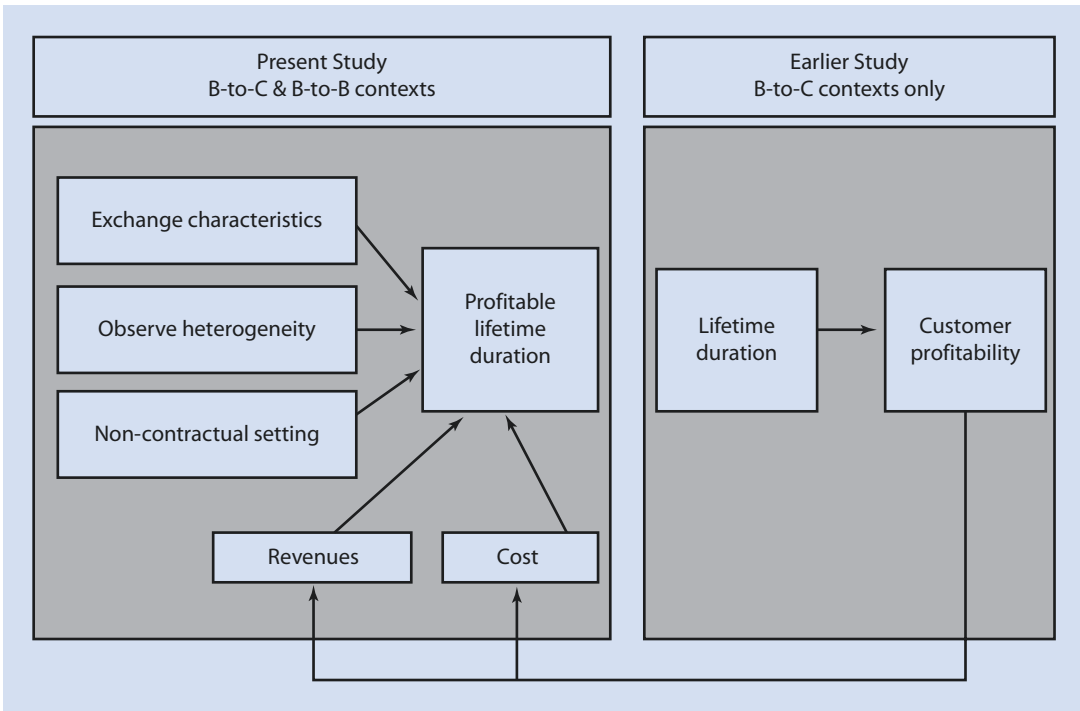 Present Study
B-to-C & B-to-B contexts
Earlier Study
B-to-C contexts only
Exchange characteristics
Observe heterogeneity
Non-contractual setting
Profitable
lifetime
duration
Revenues
Cost
Lifetime
duration
Customer
profitability